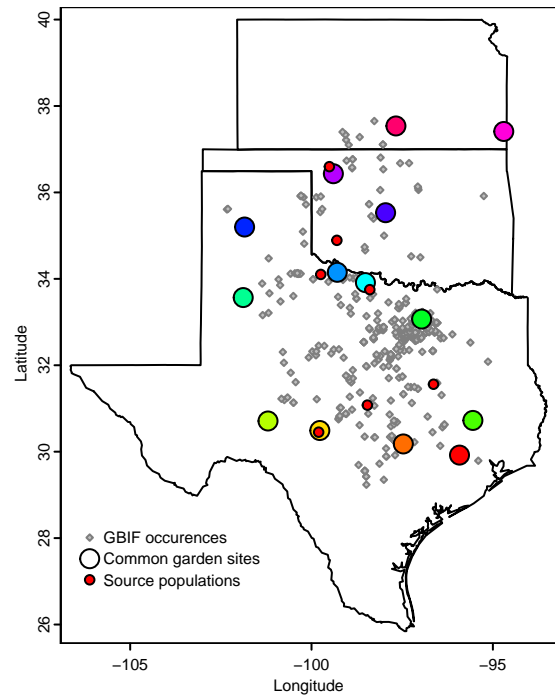 40
38
36
34
32
30
28
26
Latitude
GBIF occurences
Common garden sites
Source populations
−105
−100
−95
Longitude